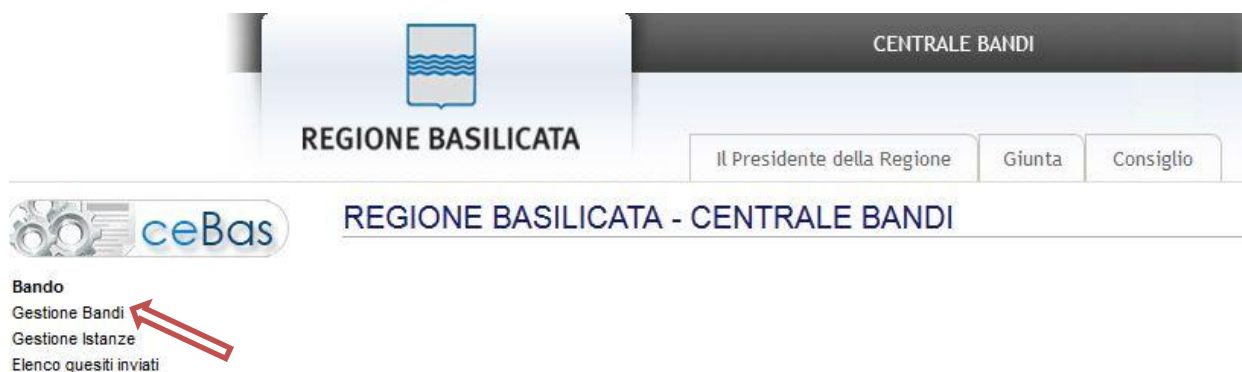 CENTRALE BANDI
REGIONE BASILICATA
Il Presidente della Regione
Giunta
Consiglio
ceBas
REGIONE BASILICATA - CENTRALE BANDI
Bando
Gestione Bandi
Gestione Istanze
Elenco quesiti inviati